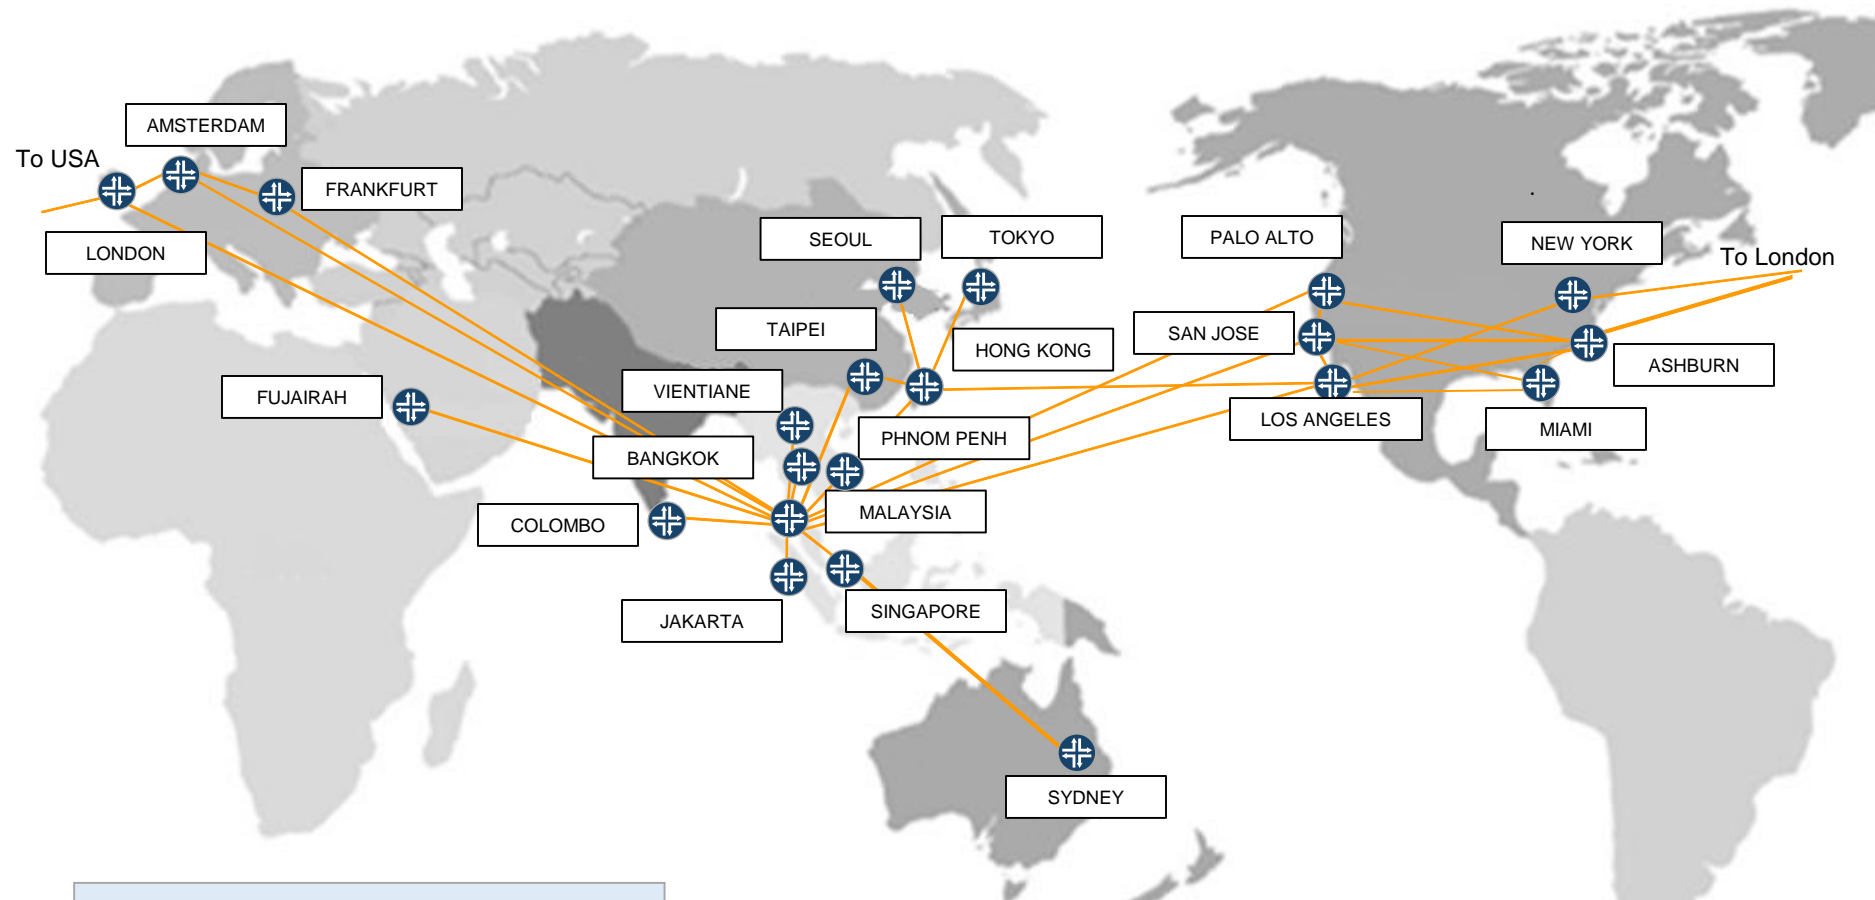 AMSTERDAM
To USA
FRANKFURT
LONDON
SEOUL
TOKYO
PALO ALTO
NEW YORK
To London
TAIPEI
SAN JOSE
HONG KONG
ASHBURN
VIENTIANE
FUJAIRAH
LOS ANGELES
MIAMI
PHNOM PENH
BANGKOK
MALAYSIA
COLOMBO
JAKARTA
SINGAPORE
SYDNEY